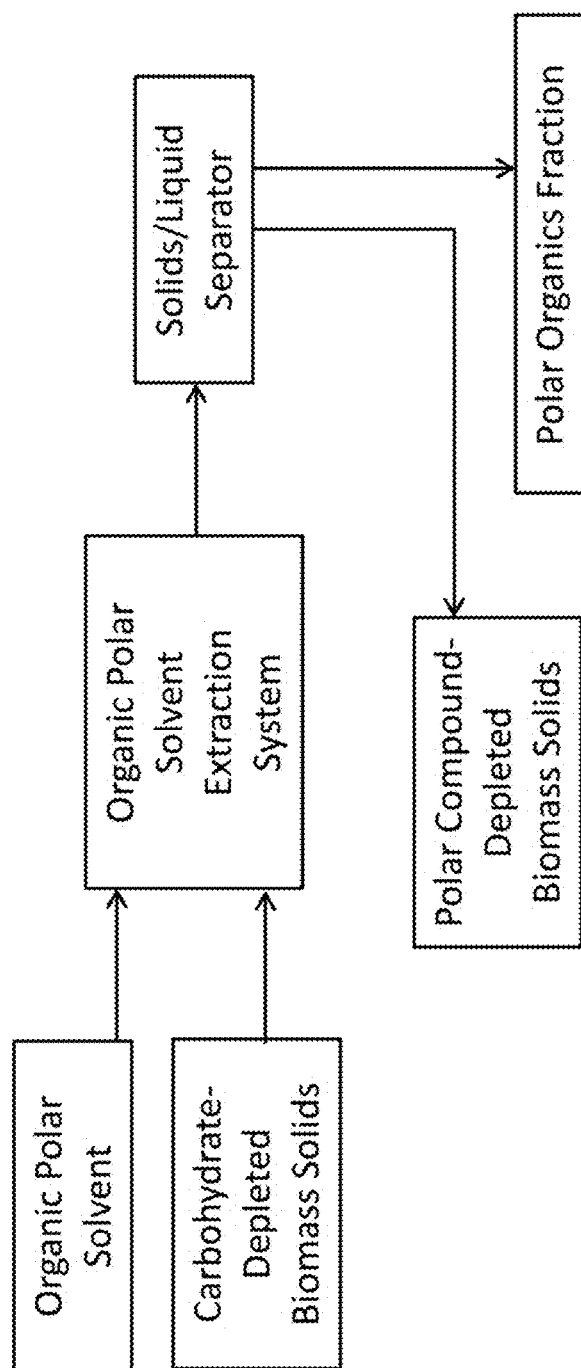 Organic Polar
Solvent
Carbohydrate-
Depleted
Biomass Solids
Organic Polar
Solvent
Extraction
System
Solids/Liquid
Separator
Polar Compound-
Depleted
Biomass Solids
Polar Organics Fraction